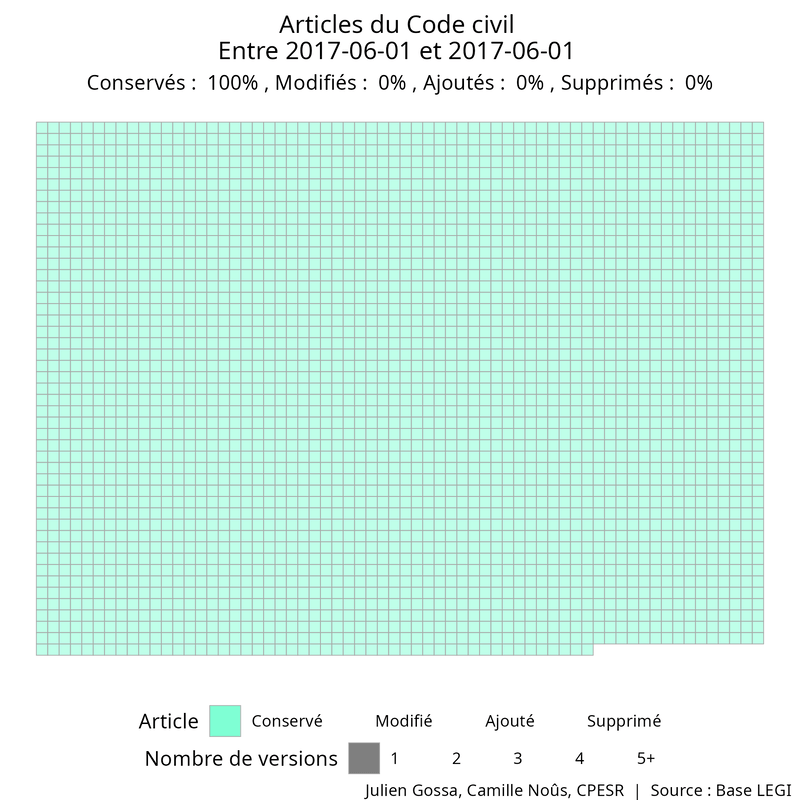 Articles du Code civil
Entre 2017-06-01 et 2017-06-01
Conservés : 100% , Modifiés : 0% , Ajoutés : 0% , Supprimés : 0%
Article Conservé Modifié Ajouté Supprimé
Nombre de versions 1 2 3 4 5+
Julien Gossa, Camille Noûs, CPESR | Source : Base LEGI